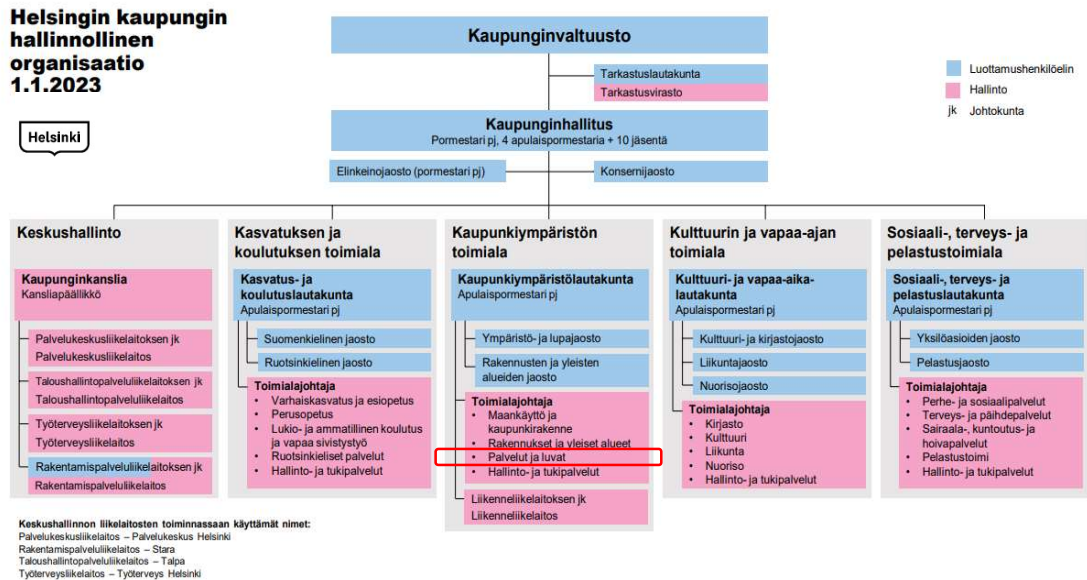 Helsingin kaupungin
hallinnollinen
organisaatio
1.1.2023
Helsinki
Kaupunginvaltuusto
Tarkastuslautakunta
Tarkastusvirasto
Luottamushenkilöelin
Hallinto
jk Johtokunta
Kaupunginhallitus
Pormestari pj, 4 apulaispormestaria + 10 jäsentä
Elinkeinojaosto (pormestari pj)
Konsernijaosto
Keskushallinto
Kaupunginkanslia
Kansliapäällikkö
Palvelukeskusliikelaitoksen jk
Palvelukeskusliikelaitos
Taloushallintopalveluliikelaitoksen jk
Taloushallintopalveluliikelaitos
Työterveysliikelaitoksen jk
Työterveysliikelaitos
Rakentamispalveluliikelaitoksen jk
Rakentamispalveluliikelaitos
Kasvatuksen ja
koulutuksen toimiala
Kasvatus- ja
koulutuslautakunta
Apulaispormestari pj
Suomenkielinen jaosto
Ruotsinkielinen jaosto
Toimialajohtaja
• Varhaiskasvatus ja esiopetus
• Perusopetus
• Lukio- ja ammatillinen koulutus
ja vapaa sivistystyö
• Ruotsinkieliset palvelut
• Hallinto- ja tukipalvelut
Kaupunkiympäristön
toimiala
Kaupunkiympäristölautakunta
Apulaispormestari pj
Ympäristö- ja lupajaosto
Rakennusten ja yleisten
alueiden jaosto
Toimialajohtaja
• Maankäyttö ja
kaupunkirakenne
• Rakennukset ja yleiset alueet
• Palvelut ja luvat
• Hallinto- ja tukipalvelut
Liikenneliikelaitoksen jk
Liikenneliikelaitos
Kulttuurin ja vapaa-ajan
toimiala
Kulttuuri- ja vapaa-aika-
lautakunta
Apulaispormestari pj
Kulttuuri- ja kirjastojaosto
Liikuntajaosto
Nuorisojaosto
Toimialajohtaja
• Kirjasto
• Kulttuuri
• Liikunta
• Nuoriso
• Hallinto- ja tukipalvelut
Sosiaali-, terveys- ja
pelastustoimiala
Sosiaali-, terveys- ja
pelastuslautakunta
Apulaispormestari pj
Yksilöasioiden jaosto
Pelastusjaosto
Toimialajohtaja
• Perhe- ja sosiaalipalvelut
• Terveys- ja päihdepalvelut
• Sairaala-, kuntoutus- ja
hoivapalvelut
• Pelastustoimi
• Hallinto- ja tukipalvelut
Keskushallinnon liikelaitosten toiminnassaan käyttämät nimet:
Palvelukeskusliikelaitos – Palvelukeskus Helsinki
Rakentamispalveluliikelaitos – Stara
Taloushallintopalveluliikelaitos – Talpa
Työterveysliikelaitos – Työterveys Helsinki